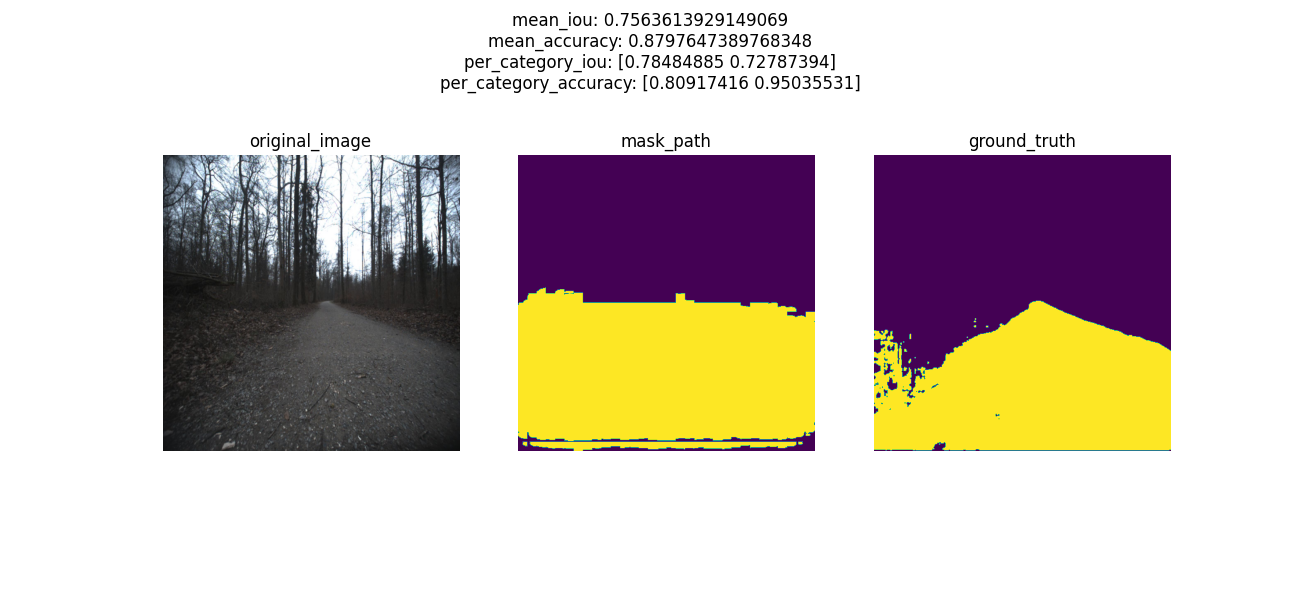 mean_iou: 0.7563613929149069
mean_accuracy: 0.8797647389768348
per_category_iou: [0.78484885 0.72787394]
per_category_accuracy: [0.80917416 0.95035531]
original_image
mask_path
ground_truth